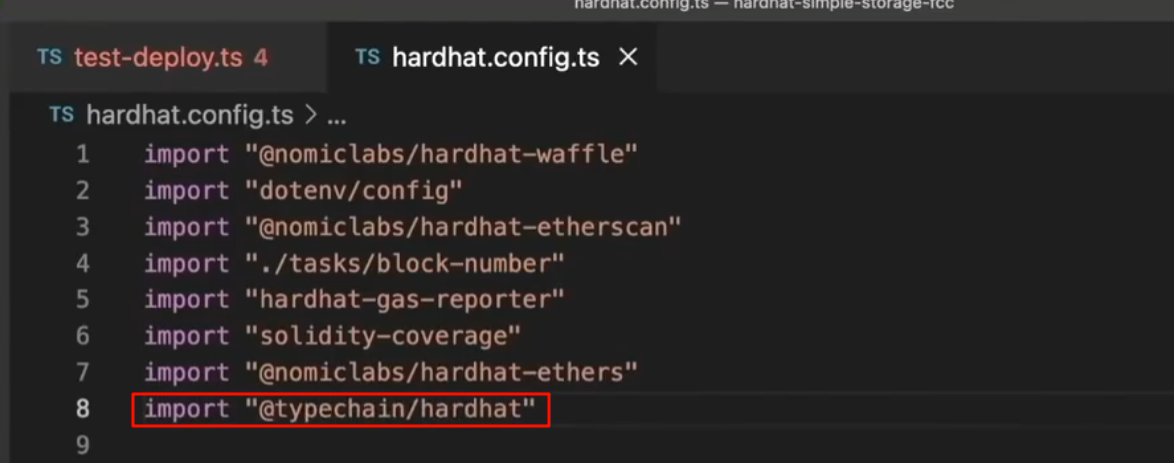 hardhat.config.ts — hardhat-simple-storage-fcc
TS test-deploy.ts 4 TS hardhat.config.ts ×
TS hardhat.config.ts > ...
1 import "@nomiclabs/hardhat-waffle"
2 import "dotenv/config"
3 import "@nomiclabs/hardhat-etherscan"
4 import "./tasks/block-number"
5 import "hardhat-gas-reporter"
6 import "solidity-coverage"
7 import "@nomiclabs/hardhat-ethers"
8 import "@typechain/hardhat"
9